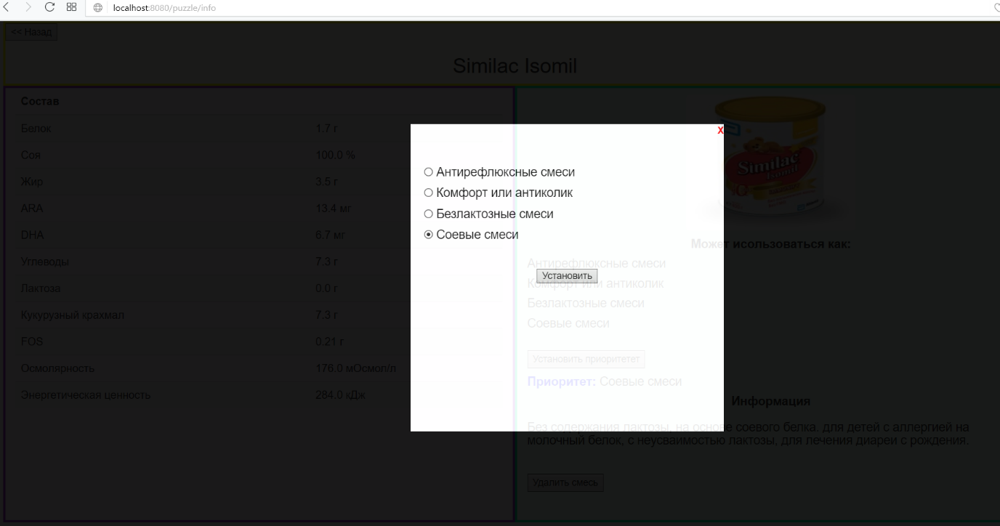 localhost:8080/puzzle/info
<< Назад
Similac Isomil
Состав
Белок 1.7 г
Соя 100.0 %
Жир 3.5 г
ARA 13.4 мг
DHA 6.7 мг
Углеводы 7.3 г
Лактоза 0.0 г
Кукурузный крахмал 7.3 г
FOS 0.21 г
Осмолярность 176.0 мОсмол/л
Энергетическая ценность 284.0 кДж
X
Антирефлюксные смеси
Комфорт или антиколик
Безлактозные смеси
Соевые смеси
Установить
Similac
Isomil
Может исользоваться как:
Антирефлюксные смеси
Комфорт или антиколик
Безлактозные смеси
Соевые смеси
Установить приоритетет
Приоритет: Соевые смеси
Информация
Без содержания лактозы, на основе соевого белка. для детей с аллергией на
молочный белок, с неусваимостью лактозы, для лечения диареи с рождения.
Удалить смесь